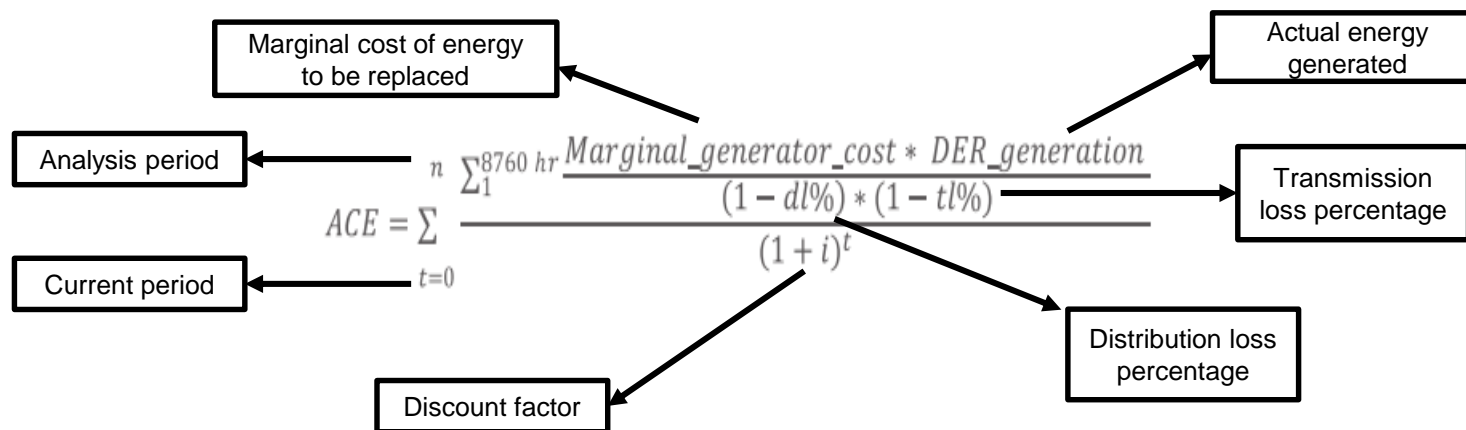 Marginal cost of energy
to be replaced
Actual energy
generated
Analysis period
n ∑₁^{8760 hr} Marginal_generator_cost * DER_generation
(1 − dl%) * (1 − tl%)
ACE = ∑
(1 + i)^t
t=0
Transmission
loss percentage
Current period
Distribution loss
percentage
Discount factor